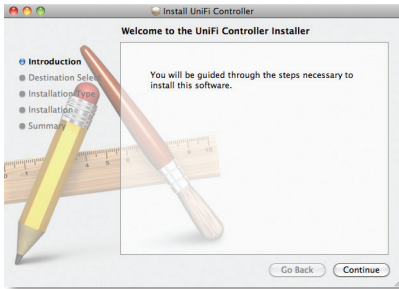 Install UniFi Controller
Welcome to the UniFi Controller Installer
Introduction
Destination Select
Installation Type
Installation
Summary
You will be guided through the steps necessary to
install this software.
Go Back
Continue